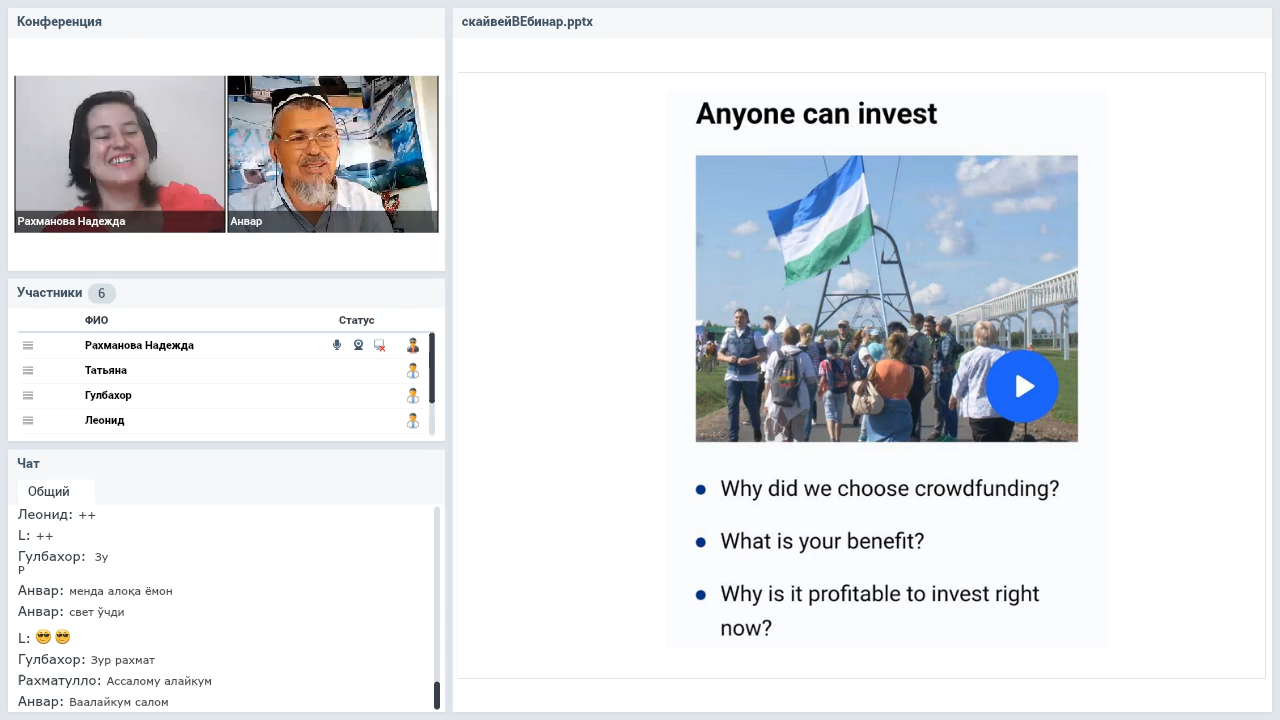 Конференция
Рахманова Надежда
Анвар
Участники 6
ФИО Статус
Рахманова Надежда
Татьяна
Гулбахор
Леонид
Чат
Общий
Леонид: ++
L: ++
Гулбахор: Зу
Р
Анвар: менда алоқа ёмон
Анвар: свет ўчди
L: 😎 😎
Гулбахор: Зур рахмат
Рахматулло: Ассалому алайкум
Анвар: Ваалайкум салом
скайвейВЕбинар.pptx
Anyone can invest
• Why did we choose crowdfunding?
• What is your benefit?
• Why is it profitable to invest right
now?